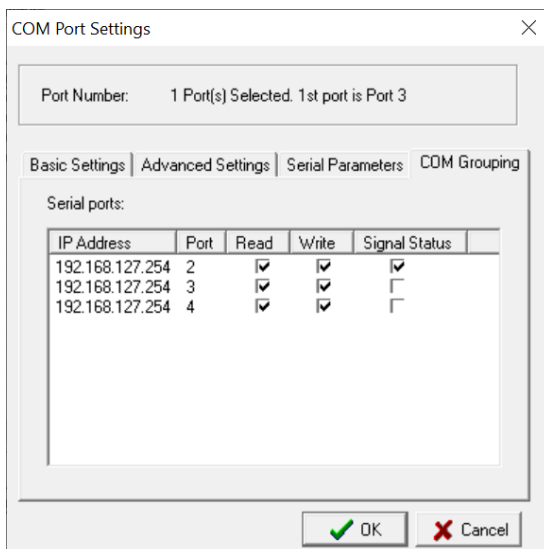 COM Port Settings
Port Number: 1 Port(s) Selected. 1st port is Port 3
Basic Settings Advanced Settings Serial Parameters COM Grouping
Serial ports:
IP Address Port Read Write Signal Status
192.168.127.254 2
192.168.127.254 3
192.168.127.254 4
OK Cancel